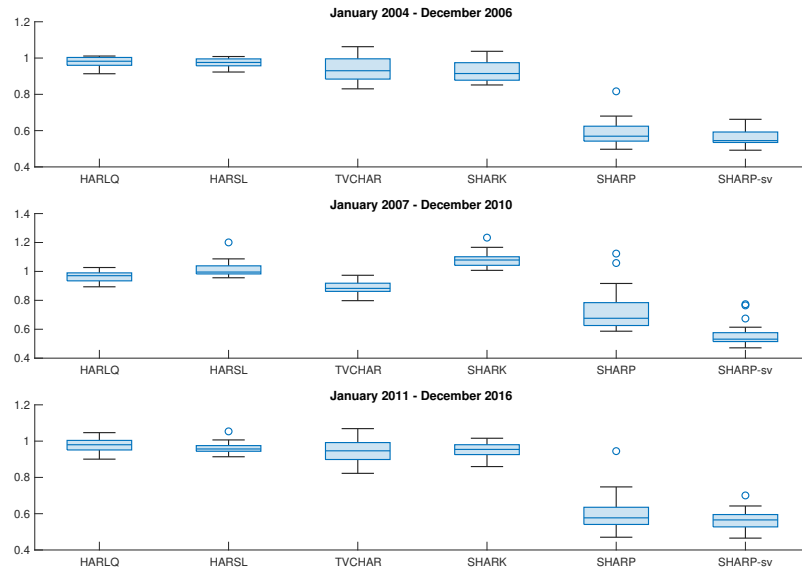 January 2004 - December 2006
1.2
1
0.8
0.6
0.4
HARLQ HARSL TVCHAR SHARK SHARP SHARP-sv
January 2007 - December 2010
1.4
1.2
1
0.8
0.6
0.4
HARLQ HARSL TVCHAR SHARK SHARP SHARP-sv
January 2011 - December 2016
1.2
1
0.8
0.6
0.4
HARLQ HARSL TVCHAR SHARK SHARP SHARP-sv